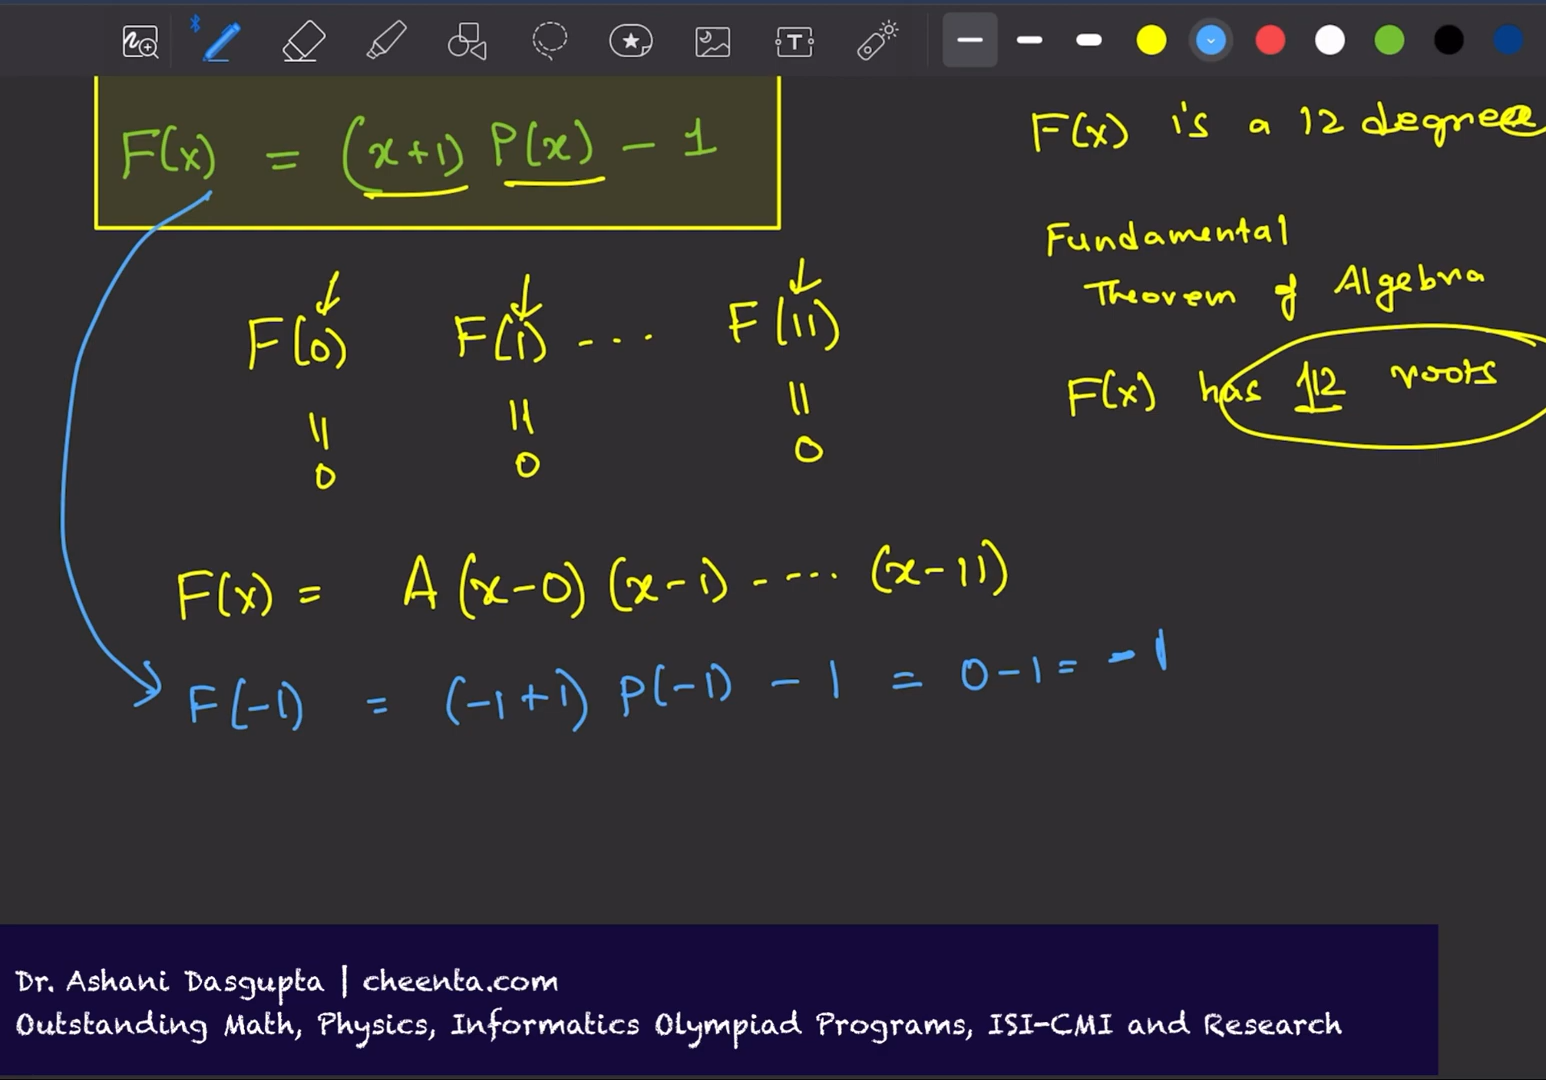 F(x) = (x+1) P(x) - 1
F(x) is a 12 degree
Fundamental
Theorem of Algebra
F(x) has 12 roots
F(0) F(1) ... F(11)
|| || ||
0 0 0
F(x) = A (x-0) (x-1) ---- (x-11)
F(-1) = (-1+1) P(-1) - 1 = 0-1 = -1
Dr. Ashani Dasgupta | cheenta.com
Outstanding Math, Physics, Informatics Olympiad Programs, ISI-CMI and Research